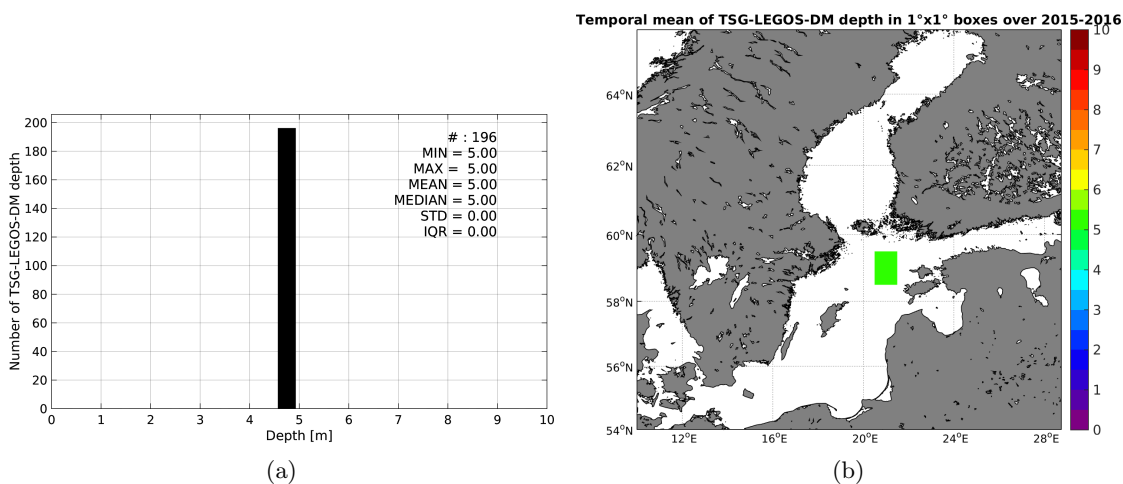 Temporal mean of TSG-LEGOS-DM depth in 1°x1° boxes over 2015-2016
Number of TSG-LEGOS-DM depth
200
180
160
140
120
100
80
60
40
20
0
# : 196
MIN = 5.00
MAX = 5.00
MEAN = 5.00
MEDIAN = 5.00
STD = 0.00
IQR = 0.00
0 1 2 3 4 5 6 7 8 9 10
Depth [m]
(a)
64°N
62°N
60°N
58°N
56°N
54°N
12°E 16°E 20°E 24°E 28°E
10
9
8
7
6
5
4
3
2
1
0
(b)